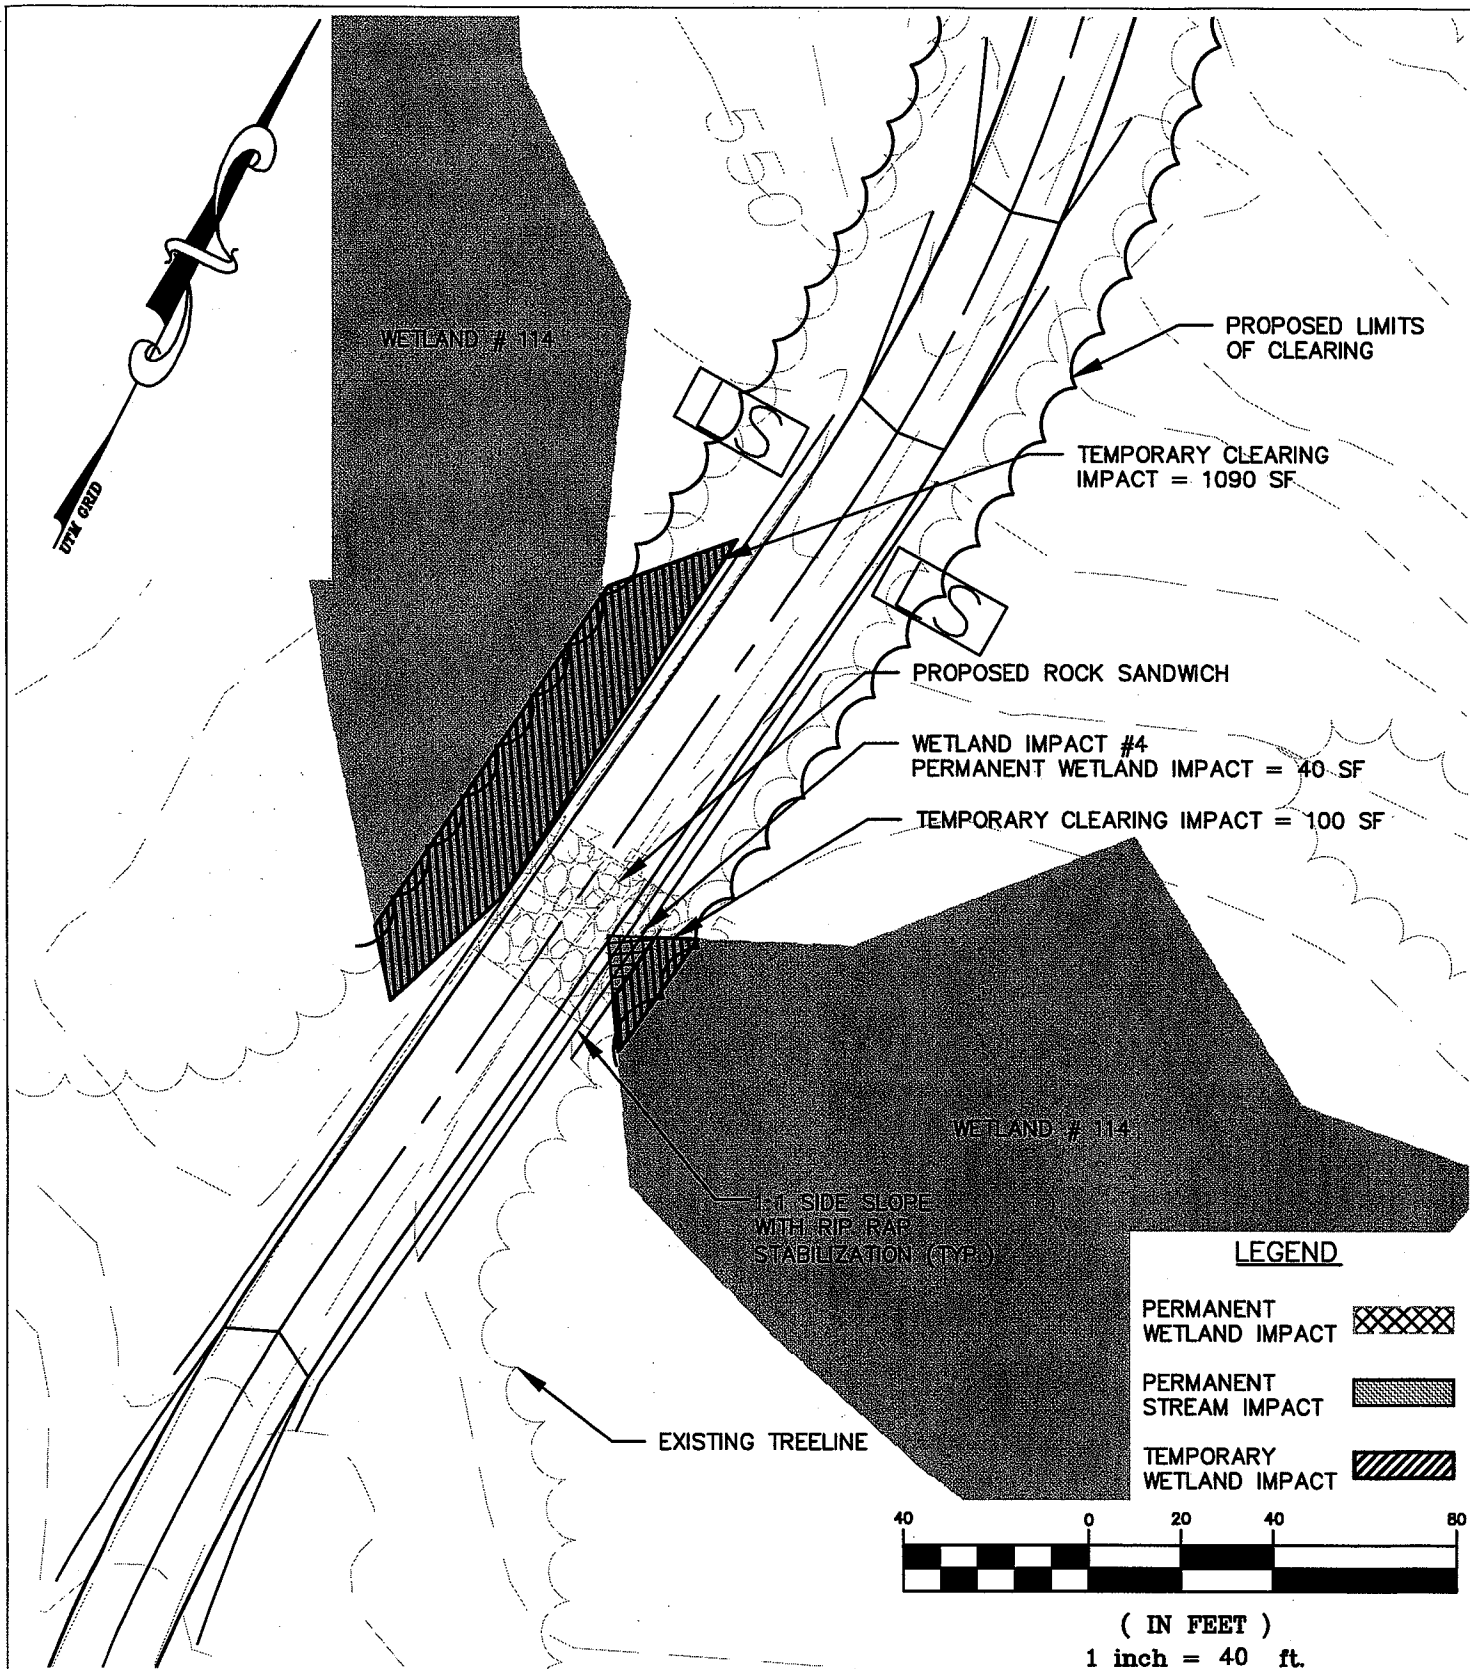 550
WETLAND # 114
PROPOSED LIMITS
OF CLEARING
S
TEMPORARY CLEARING
IMPACT = 1090 SF
UTM GRID
S
PROPOSED ROCK SANDWICH
WETLAND IMPACT #4
PERMANENT WETLAND IMPACT = 40 SF
TEMPORARY CLEARING IMPACT = 100 SF
WETLAND # 114
1:1 SIDE SLOPE
WITH RIP RAP
STABILIZATION (TYP.)
LEGEND
PERMANENT
WETLAND IMPACT
PERMANENT
STREAM IMPACT
TEMPORARY
WETLAND IMPACT
EXISTING TREELINE
40 0 20 40 80
( IN FEET )
1 inch = 40 ft.